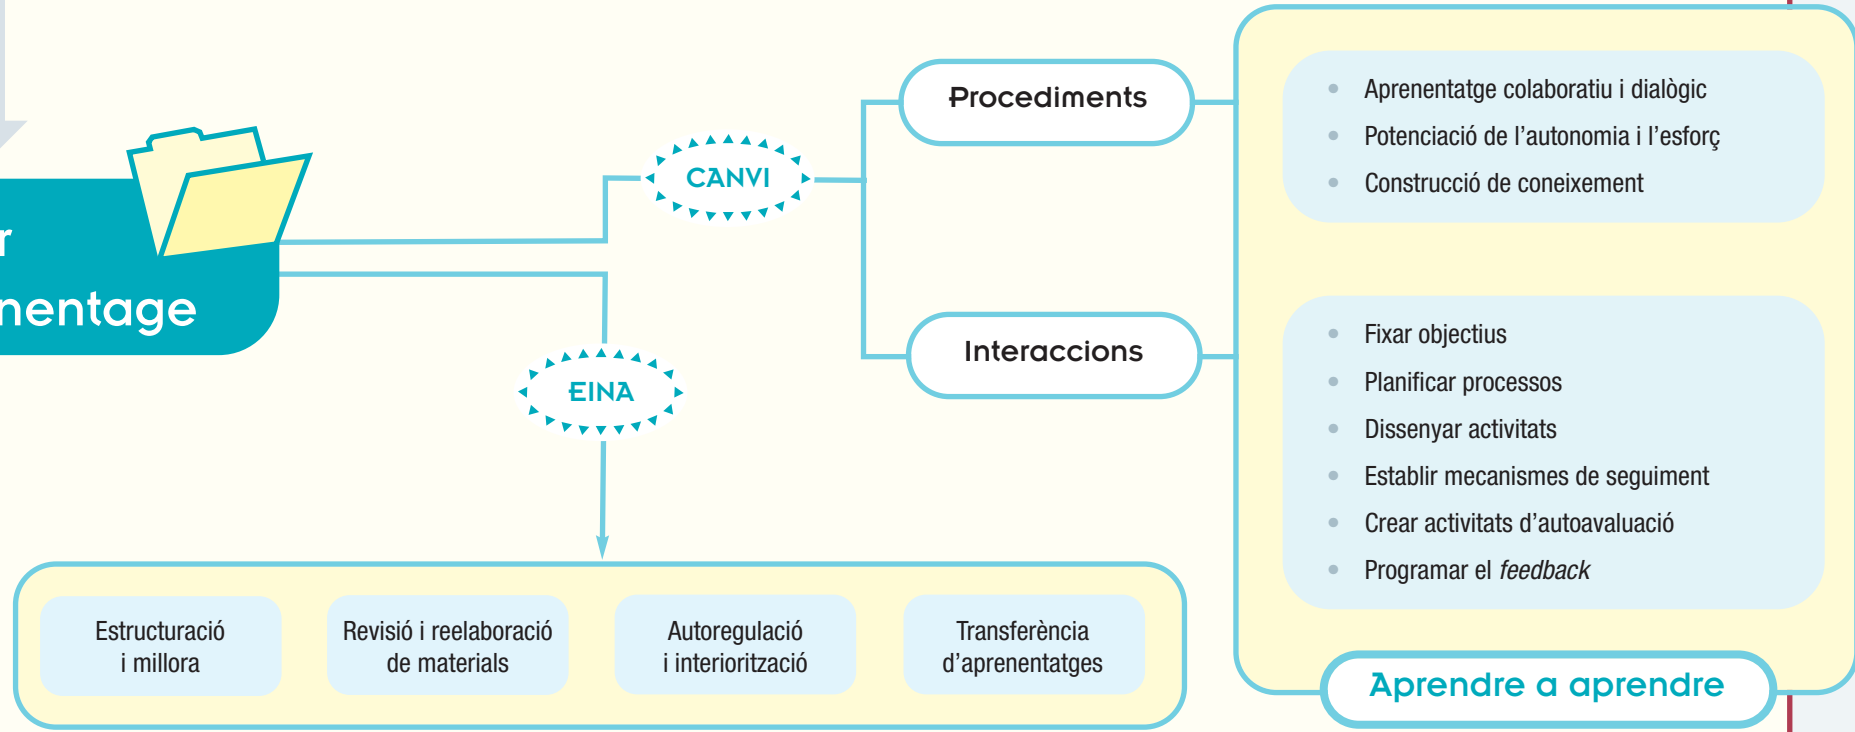 Procediments
CANVI
Interaccions
EINA
Aprenentatge colaboratiu i dialògic
Potenciació de l’autonomia i l’esforç
Construcció de coneixement
Fixar objectius
Planificar processos
Dissenyar activitats
Establir mecanismes de seguiment
Crear activitats d’autoavaluació
Programar el feedback
Aprendre a aprendre
Estructuració
i millora
Revisió i reelaboració
de materials
Autoregulació
i interiorització
Transferència
d’aprenentatges